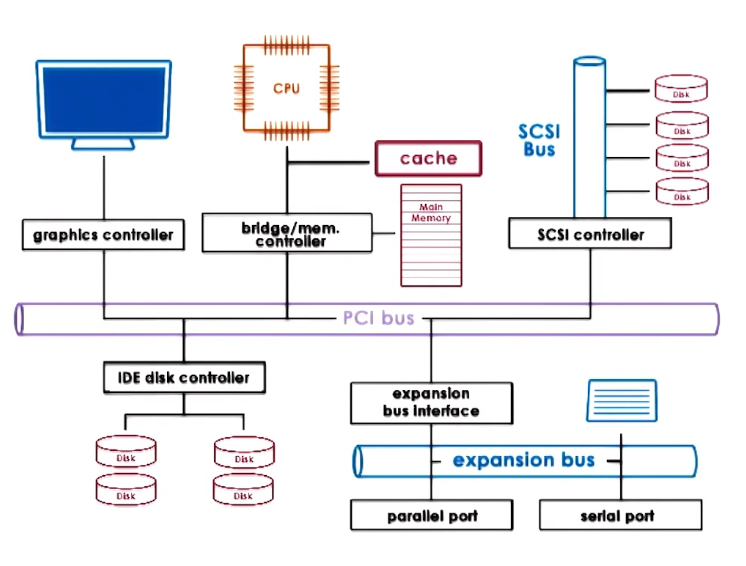 CPU
SCSI
Bus
Disk
Disk
Disk
Disk
cache
Main
Memory
graphics controller
bridge/mem.
controller
SCSI controller
PCI bus
IDE disk controller
expansion
bus interface
Disk
Disk
Disk
Disk
expansion bus
parallel port
serial port